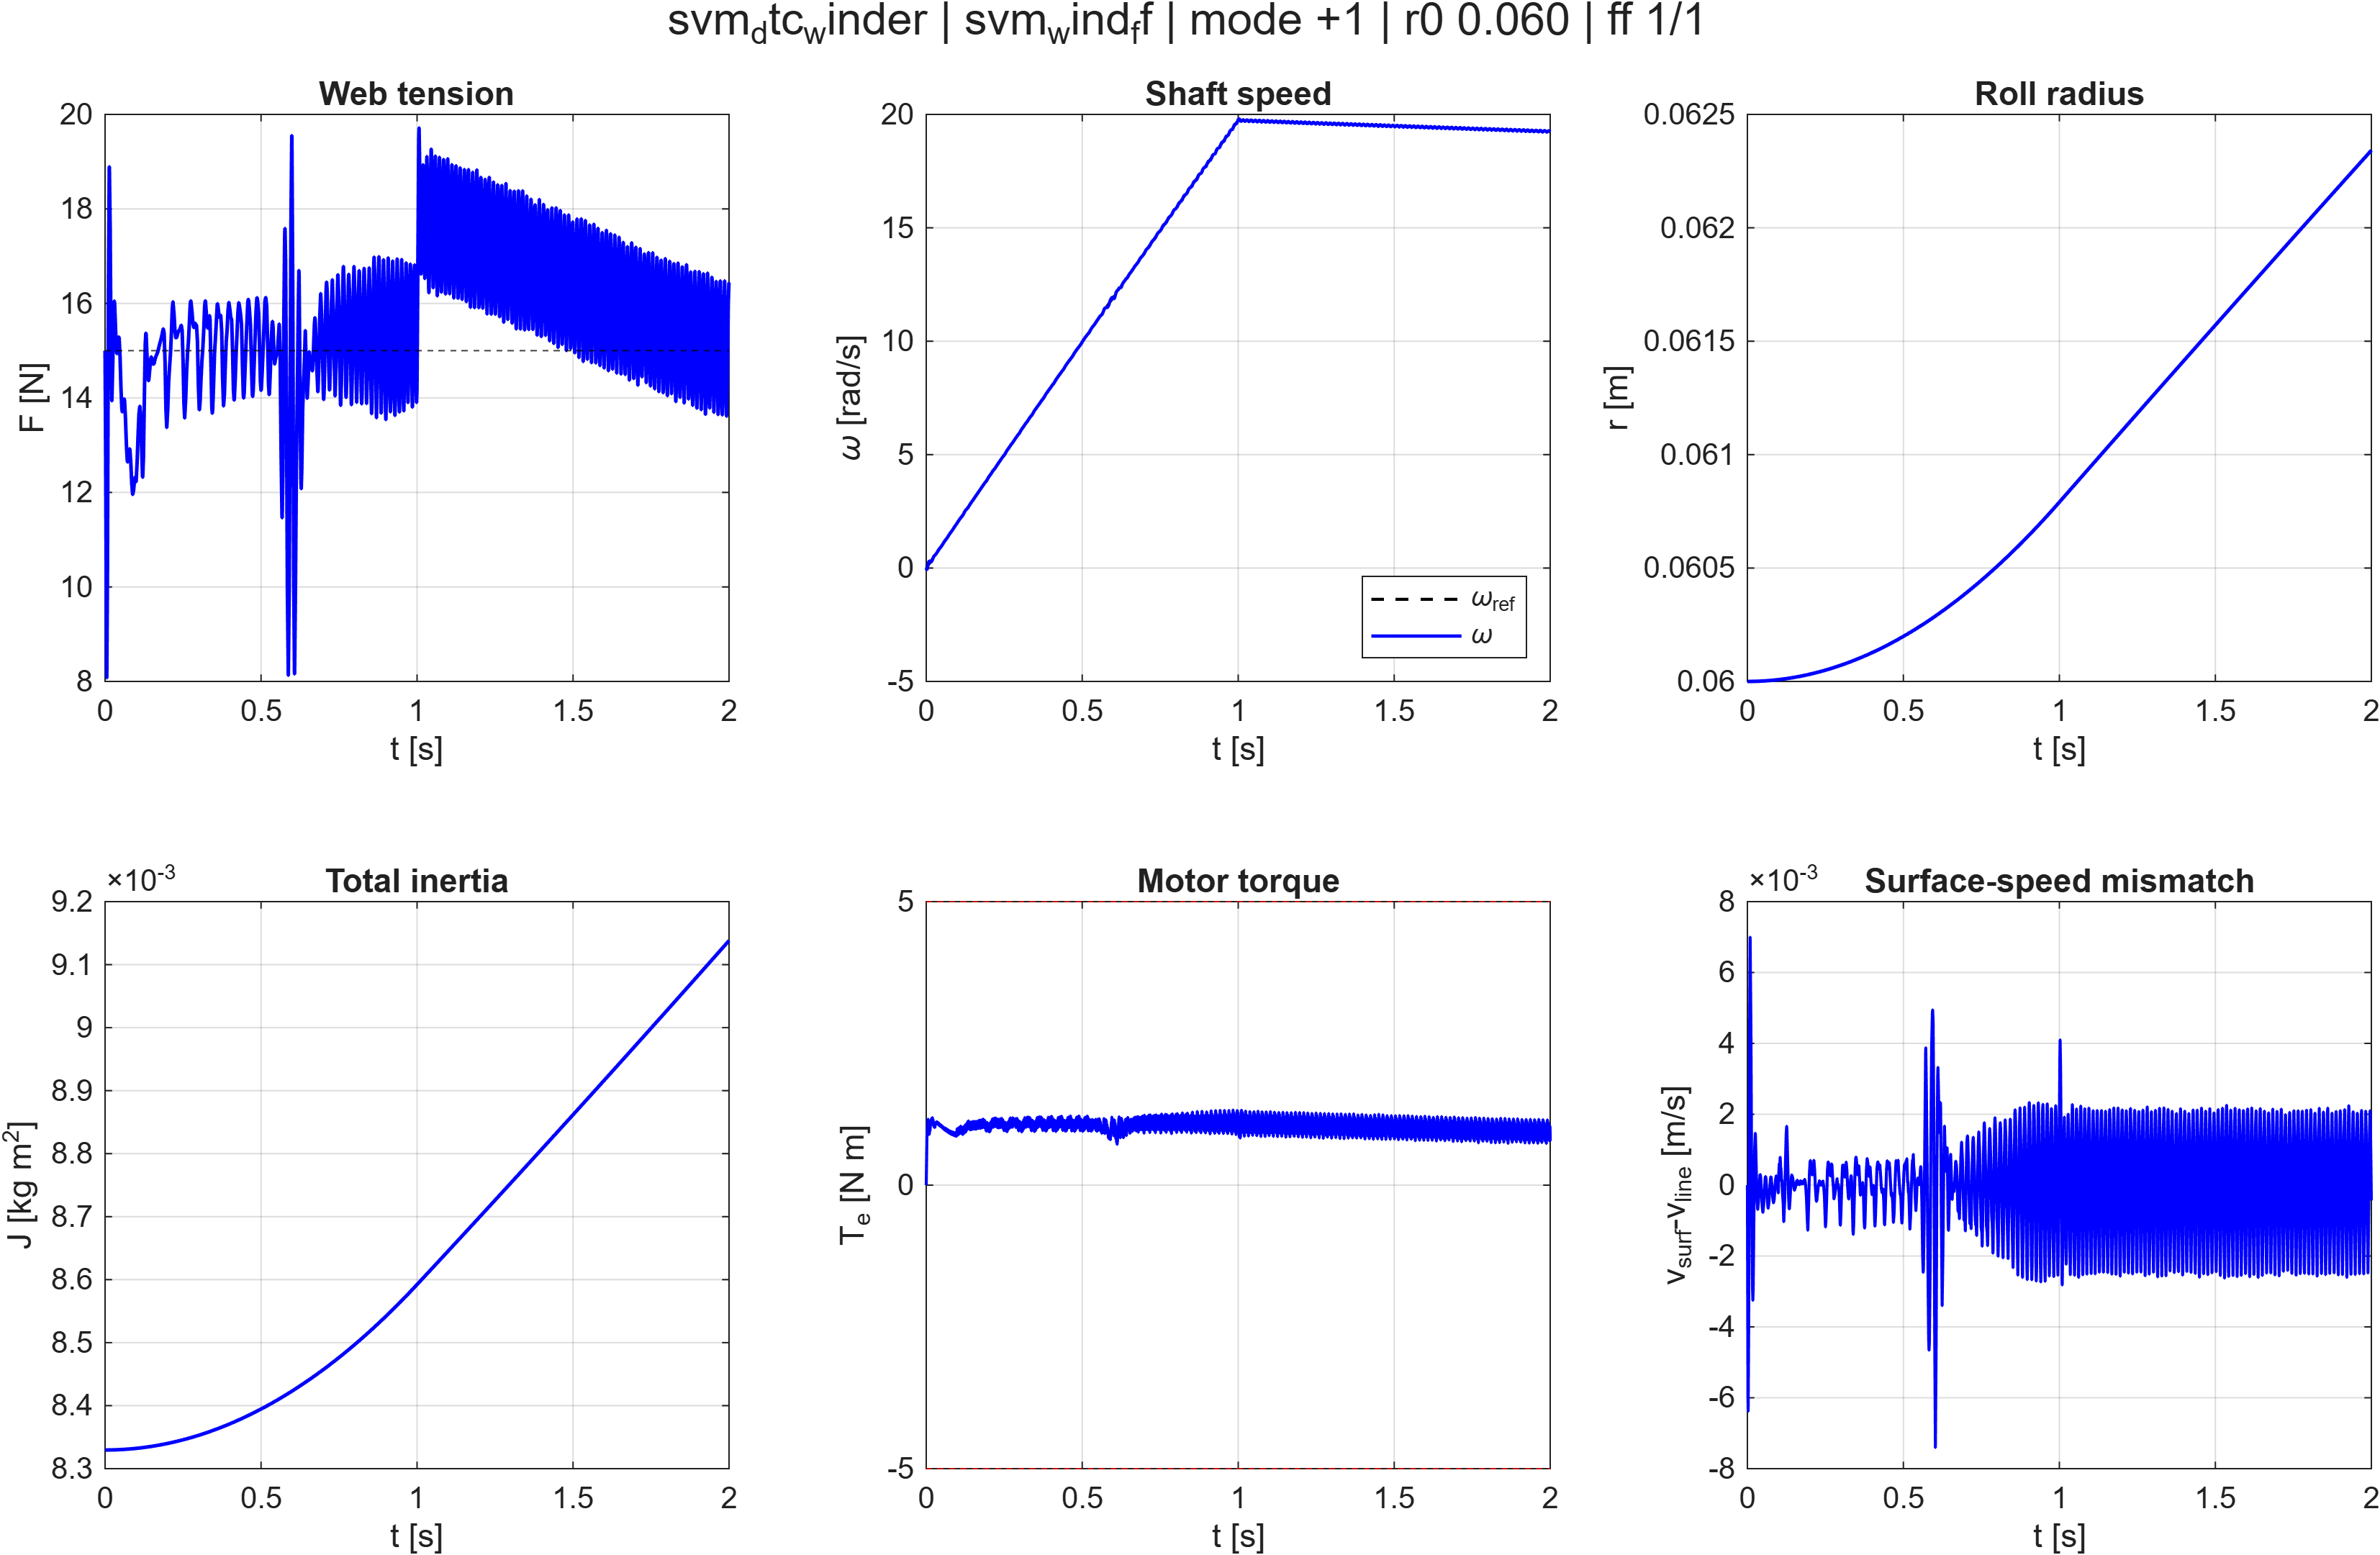 svm_dtc_winder | svm_wind_ff | mode +1 | r0 0.060 | ff 1/1
Web tension
20
18
16
14
12
10
8
F [N]
0 0.5 1 1.5 2
t [s]
Shaft speed
20
15
10
5
0
-5
ω [rad/s]
ω_ref
ω
0 0.5 1 1.5 2
t [s]
Roll radius
0.0625
0.062
0.0615
0.061
0.0605
0.06
r [m]
0 0.5 1 1.5 2
t [s]
Total inertia
×10^-3
9.2
9.1
9
8.9
8.8
8.7
8.6
8.5
8.4
8.3
J [kg m^2]
0 0.5 1 1.5 2
t [s]
Motor torque
5
0
-5
T_e [N m]
0 0.5 1 1.5 2
t [s]
Surface-speed mismatch
×10^-3
8
6
4
2
0
-2
-4
-6
-8
v_surf-v_line [m/s]
0 0.5 1 1.5 2
t [s]